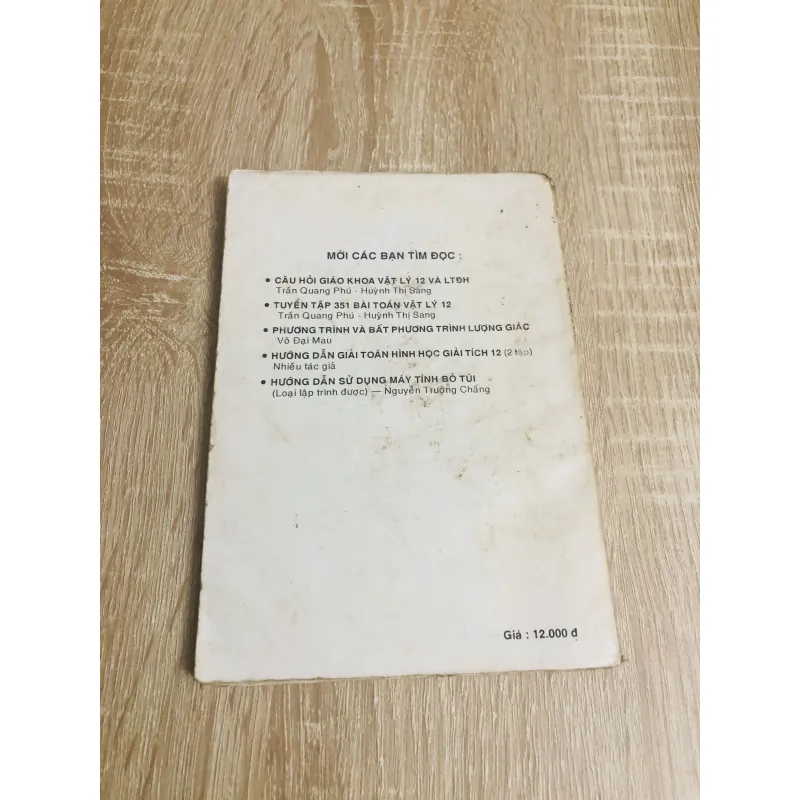 MỜI CÁC BẠN TÌM ĐỌC :
• CÂU HỎI GIÁO KHOA VẬT LÝ 12 VÀ LTĐH
Trần Quang Phú - Huỳnh Thị Sang
• TUYỂN TẬP 351 BÀI TOÁN VẬT LÝ 12
Trần Quang Phú - Huỳnh Thị Sang
• PHƯƠNG TRÌNH VÀ BẤT PHƯƠNG TRÌNH LƯỢNG GIÁC
Võ Đại Mau
• HƯỚNG DẪN GIẢI TOÁN HÌNH HỌC GIẢI TÍCH 12 (2 tập)
Nhiều tác giả
• HƯỚNG DẪN SỬ DỤNG MÁY TÍNH BỎ TÚI
(Loại lập trình được) — Nguyễn Trường Chấng
Giá : 12.000 đ